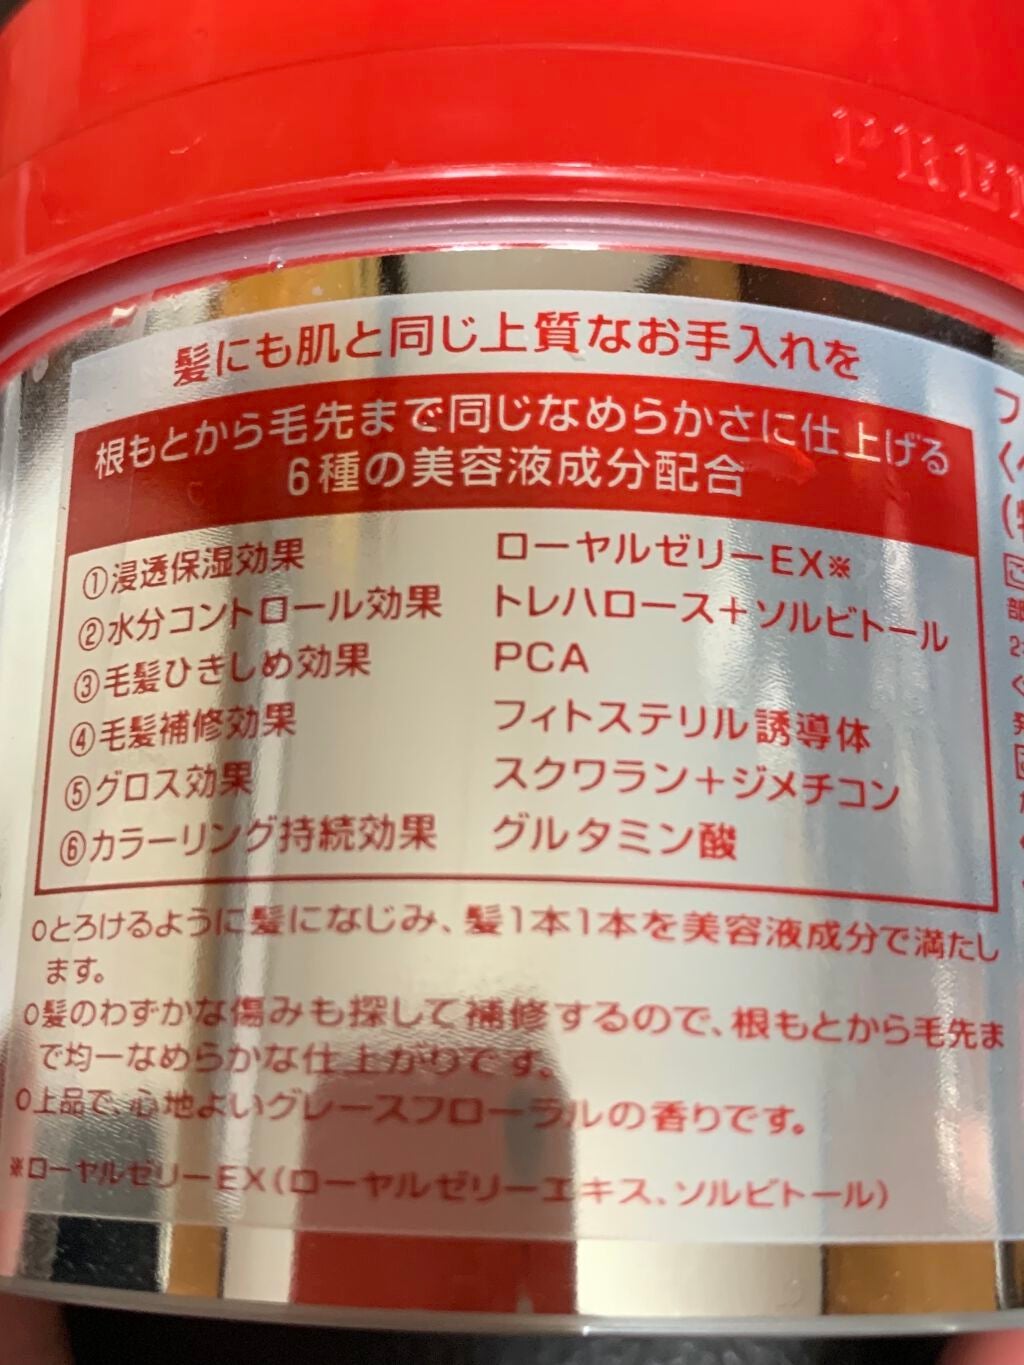 髪にも肌と同じ上質なお手入れを
根もとから毛先まで同じなめらかさに仕上げる
6種の美容液成分配合
①浸透保湿効果 ローヤルゼリーEX※
②水分コントロール効果 トレハロース+ソルビトール
③毛髪ひきしめ効果 PCA
④毛髪補修効果 フィトステリル誘導体
⑤グロス効果 スクワラン+ジメチコン
⑥カラーリング持続効果 グルタミン酸
○とろけるように髪になじみ、髪1本1本を美容液成分で満たし
ます。
○髪のわずかな傷みも探して補修するので、根もとから毛先ま
で均一なめらかな仕上がりです。
○上品で、心地よいグレースフローラルの香りです。
※ローヤルゼリーEX(ローヤルゼリーエキス、ソルビトール)